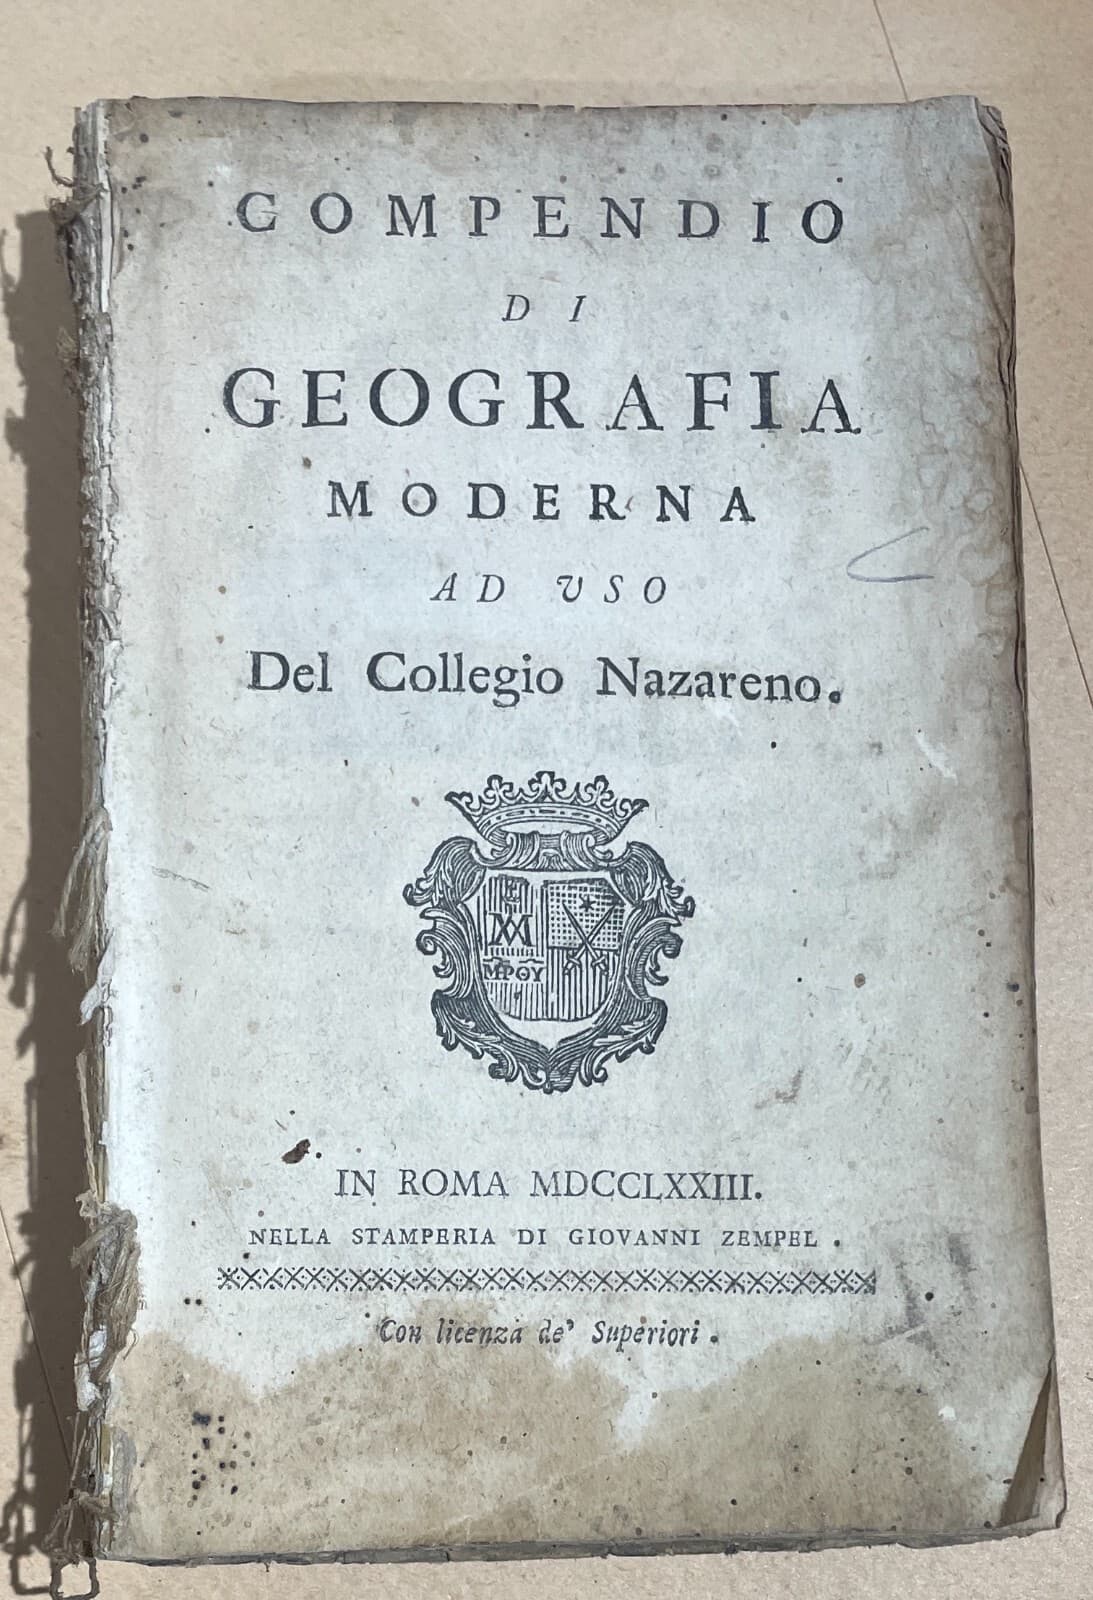 COMPENDIO
DI
GEOGRAFIA
MODERNA
AD USO
Del Collegio Nazareno.
ΜΡΘΥ
IN ROMA MDCCLXXIII.
NELLA STAMPERIA DI GIOVANNI ZEMPEL .
Con licenza de' Superiori .